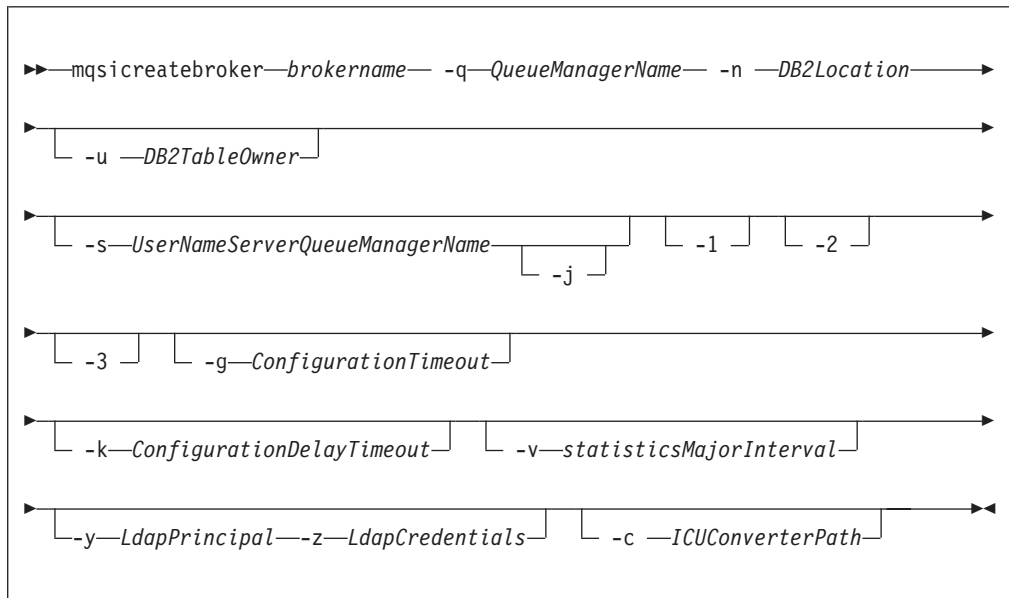 mqsicreatebroker brokername -q QueueManagerName -n DB2Location
-u DB2TableOwner
-s UserNameServerQueueManagerName -j -1 -2
-3 -g ConfigurationTimeout
-k ConfigurationDelayTimeout -v statisticsMajorInterval
-y LdapPrincipal -z LdapCredentials -c ICUConverterPath